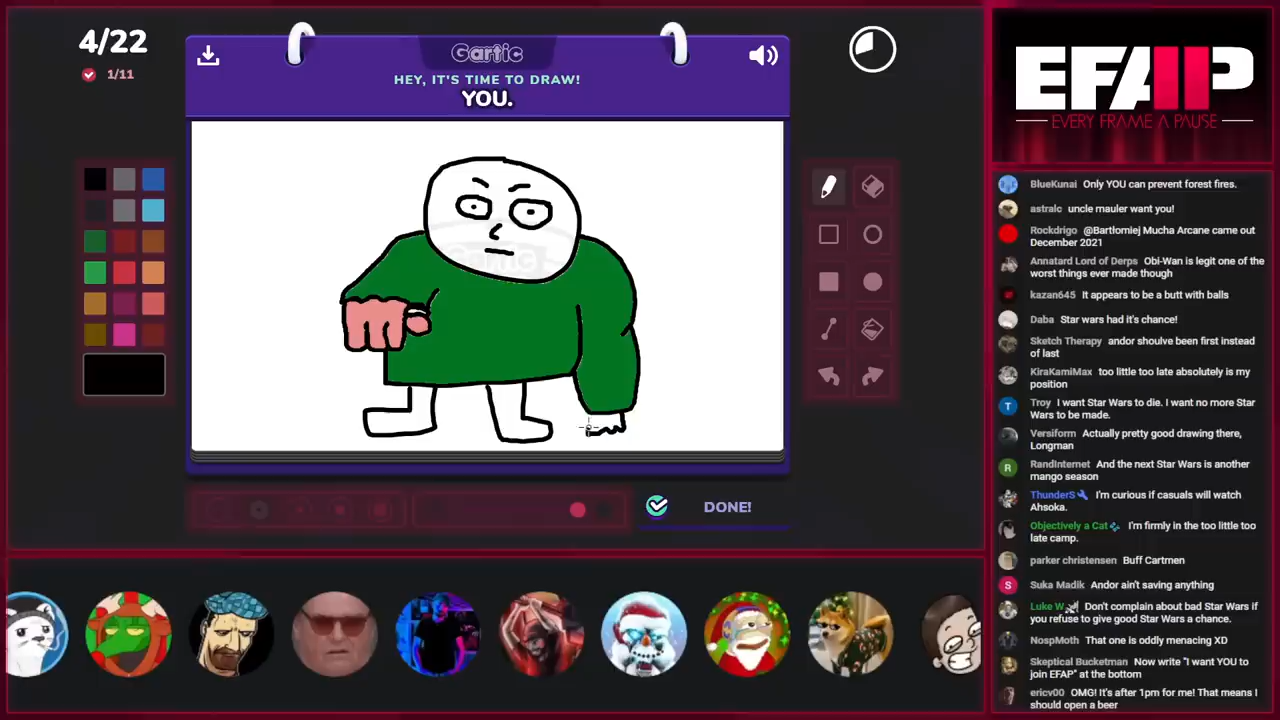 4/22
1/11
Gartic
HEY, IT'S TIME TO DRAW!
YOU.
Gartic
DONE!
EFAP
EVERY FRAME A PAUSE
BlueKunai Only YOU can prevent forest fires.
astralc uncle mauler want you!
Rockdrigo @Bartłomiej Mucha Arcane came out
December 2021
Annatard Lord of Derps Obi-Wan is legit one of the
worst things ever made though
kazan645 It appears to be a butt with balls
Daba Star wars had it's chance!
Sketch Therapy andor shoulve been first instead
of last
KiraKamiMax too little too late absolutely is my
position
Troy I want Star Wars to die. I want no more Star
Wars to be made.
Versiform Actually pretty good drawing there,
Longman
RandInternet And the next Star Wars is another
mango season
ThunderS I'm curious if casuals will watch
Ahsoka.
Objectively a Cat I'm firmly in the too little too
late camp.
parker christensen Buff Cartmen
Suka Madik Andor ain't saving anything
Luke W Don't complain about bad Star Wars if
you refuse to give good Star Wars a chance.
NospMoth That one is oddly menacing XD
Skeptical Bucketman Now write "I want YOU to
join EFAP" at the bottom
ericv00 OMG! It's after 1pm for me! That means I
should open a beer